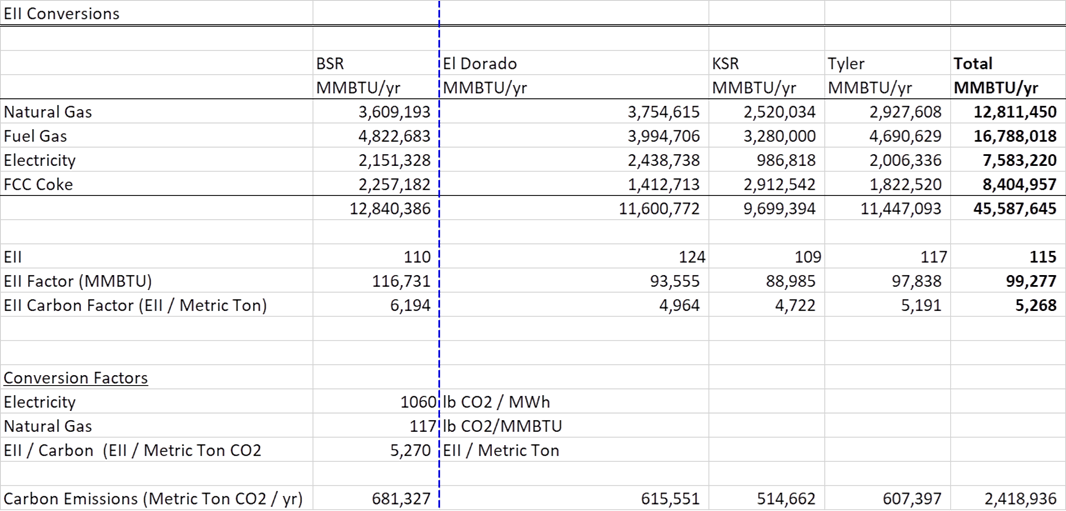 EII Conversions
BSR El Dorado KSR Tyler Total
MMBTU/yr MMBTU/yr MMBTU/yr MMBTU/yr MMBTU/yr
Natural Gas 3,609,193 3,754,615 2,520,034 2,927,608 12,811,450
Fuel Gas 4,822,683 3,994,706 3,280,000 4,690,629 16,788,018
Electricity 2,151,328 2,438,738 986,818 2,006,336 7,583,220
FCC Coke 2,257,182 1,412,713 2,912,542 1,822,520 8,404,957
12,840,386 11,600,772 9,699,394 11,447,093 45,587,645
EII 110 124 109 117 115
EII Factor (MMBTU) 116,731 93,555 88,985 97,838 99,277
EII Carbon Factor (EII / Metric Ton) 6,194 4,964 4,722 5,191 5,268
Conversion Factors
Electricity 1060 lb CO2 / MWh
Natural Gas 117 lb CO2/MMBTU
EII / Carbon (EII / Metric Ton CO2 5,270 EII / Metric Ton
Carbon Emissions (Metric Ton CO2 / yr) 681,327 615,551 514,662 607,397 2,418,936